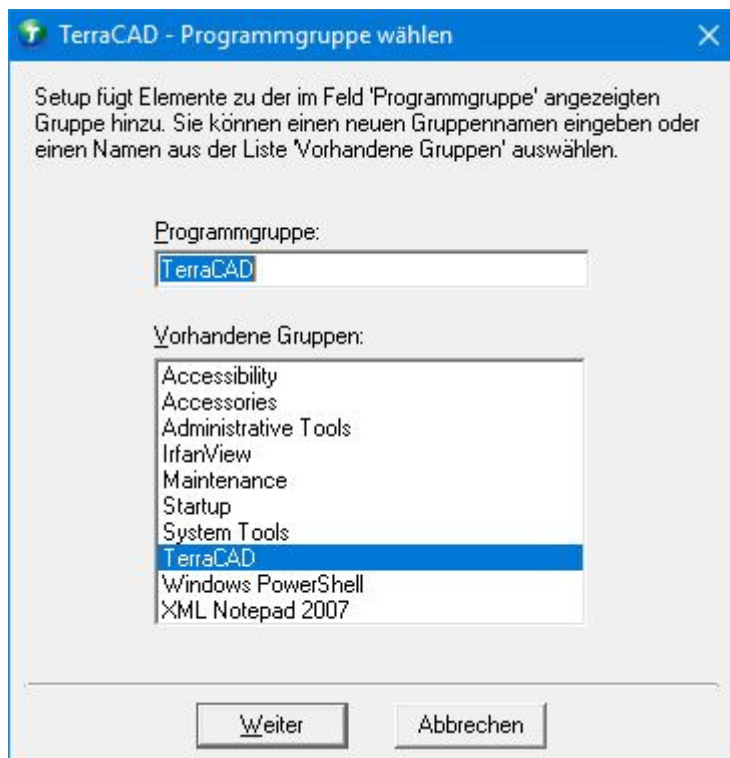 TerraCAD - Programmgruppe wählen
Setup fügt Elemente zu der im Feld 'Programmgruppe' angezeigten
Gruppe hinzu. Sie können einen neuen Gruppennamen eingeben oder
einen Namen aus der Liste 'Vorhandene Gruppen' auswählen.
Programmgruppe:
TerraCAD
Vorhandene Gruppen:
Accessibility
Accessories
Administrative Tools
IrfanView
Maintenance
Startup
System Tools
TerraCAD
Windows PowerShell
XML Notepad 2007
Weiter
Abbrechen